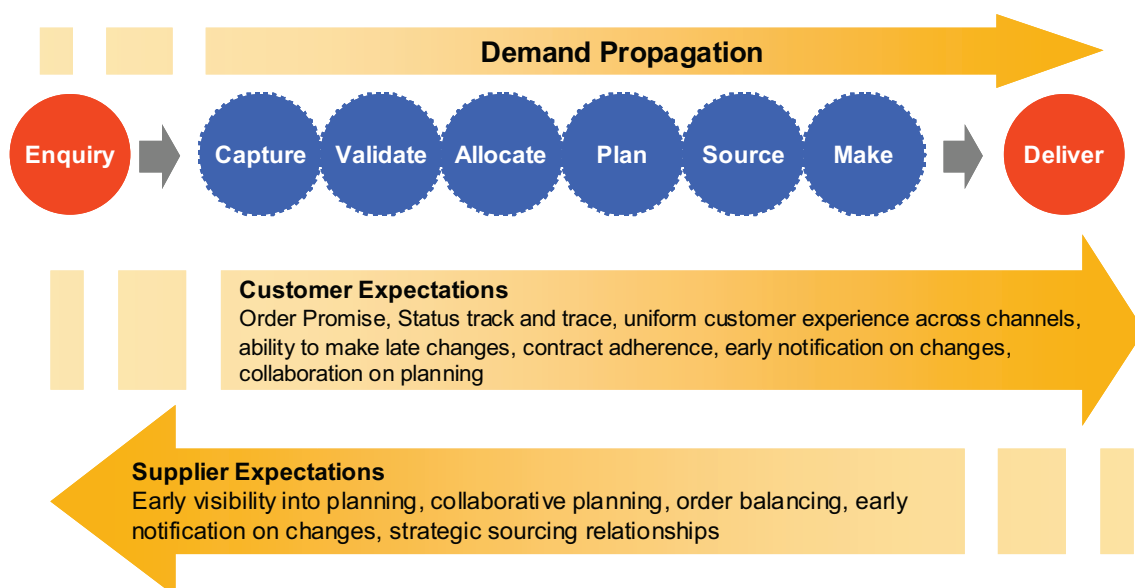 Demand Propagation
Enquiry
Capture
Validate
Allocate
Plan
Source
Make
Deliver
Customer Expectations
Order Promise, Status track and trace, uniform customer experience across channels,
ability to make late changes, contract adherence, early notification on changes,
collaboration on planning
Supplier Expectations
Early visibility into planning, collaborative planning, order balancing, early
notification on changes, strategic sourcing relationships